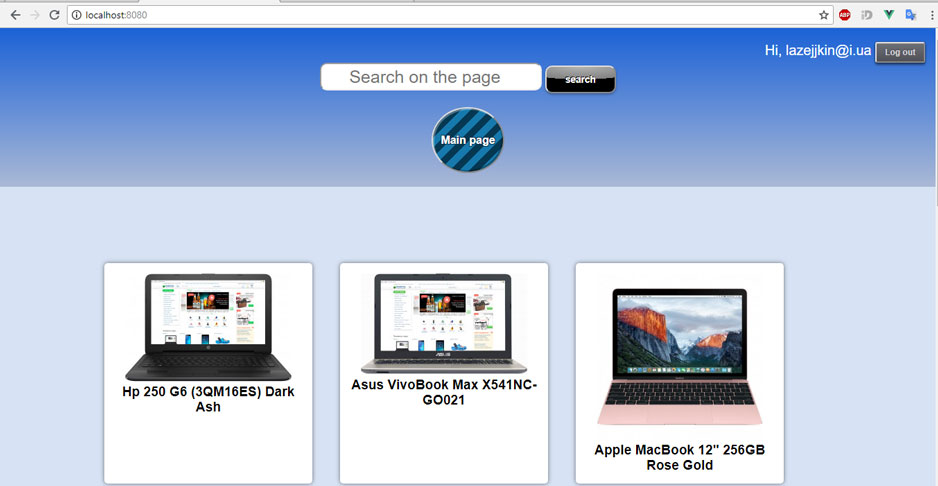 localhost:8080
ABP
Hi, lazejjkin@i.ua
Log out
Search on the page
search
Main page
Hp 250 G6 (3QM16ES) Dark
Ash
Asus VivoBook Max X541NC-
GO021
Apple MacBook 12" 256GB
Rose Gold